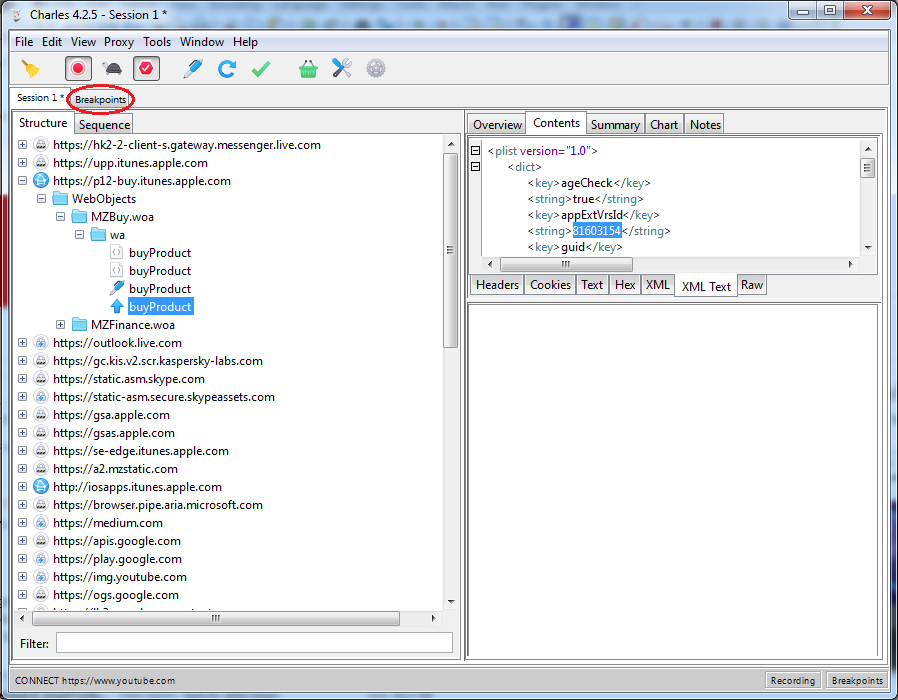 Charles 4.2.5 - Session 1 *
File Edit View Proxy Tools Window Help
Session 1 * Breakpoints
Structure Sequence
https://hk2-2-client-s.gateway.messenger.live.com
https://upp.itunes.apple.com
https://p12-buy.itunes.apple.com
WebObjects
MZBuy.woa
wa
buyProduct
buyProduct
buyProduct
buyProduct
MZFinance.woa
https://outlook.live.com
https://gc.kis.v2.scr.kaspersky-labs.com
https://static.asm.skype.com
https://static-asm.secure.skypeassets.com
https://gsa.apple.com
https://gsas.apple.com
https://se-edge.itunes.apple.com
https://a2.mzstatic.com
http://iosapps.itunes.apple.com
https://browser.pipe.aria.microsoft.com
https://medium.com
https://apis.google.com
https://play.google.com
https://img.youtube.com
https://ogs.google.com
Filter:
Overview Contents Summary Chart Notes
<plist version="1.0">
<dict>
<key>ageCheck</key>
<string>true</string>
<key>appExtVrsId</key>
<string>81603154</string>
<key>guid</key>
Headers Cookies Text Hex XML XML Text Raw
CONNECT https://www.youtube.com
Recording Breakpoints